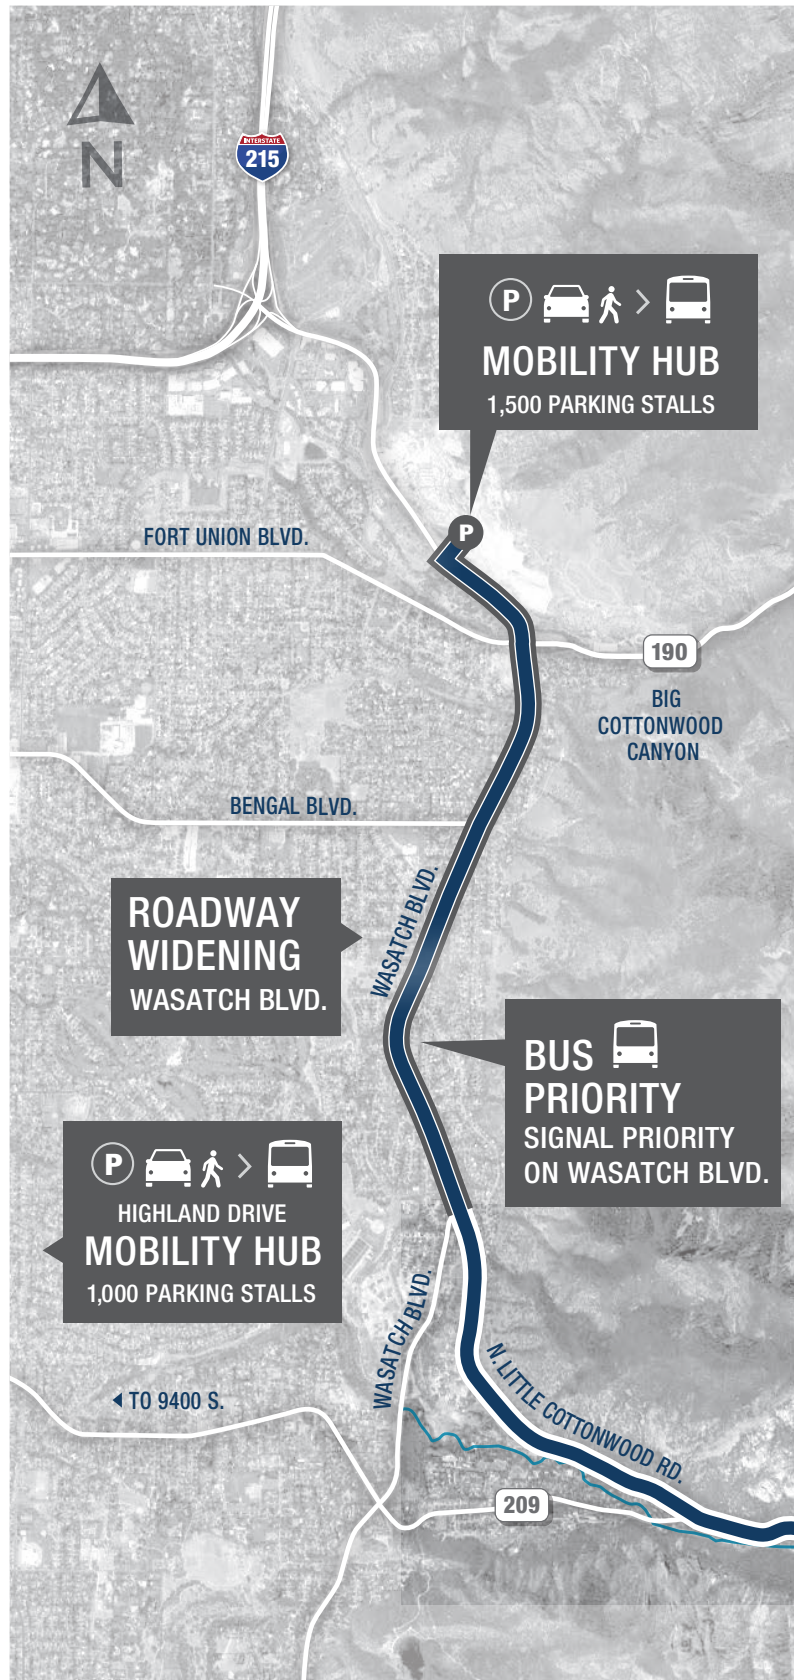 N
INTERSTATE
215
P
MOBILITY HUB
1,500 PARKING STALLS
P
FORT UNION BLVD.
190
BIG
COTTONWOOD
CANYON
BENGAL BLVD.
WASATCH BLVD.
ROADWAY
WIDENING
WASATCH BLVD.
BUS
PRIORITY
SIGNAL PRIORITY
ON WASATCH BLVD.
P
HIGHLAND DRIVE
MOBILITY HUB
1,000 PARKING STALLS
WASATCH BLVD.
N. LITTLE COTTONWOOD RD.
TO 9400 S.
209